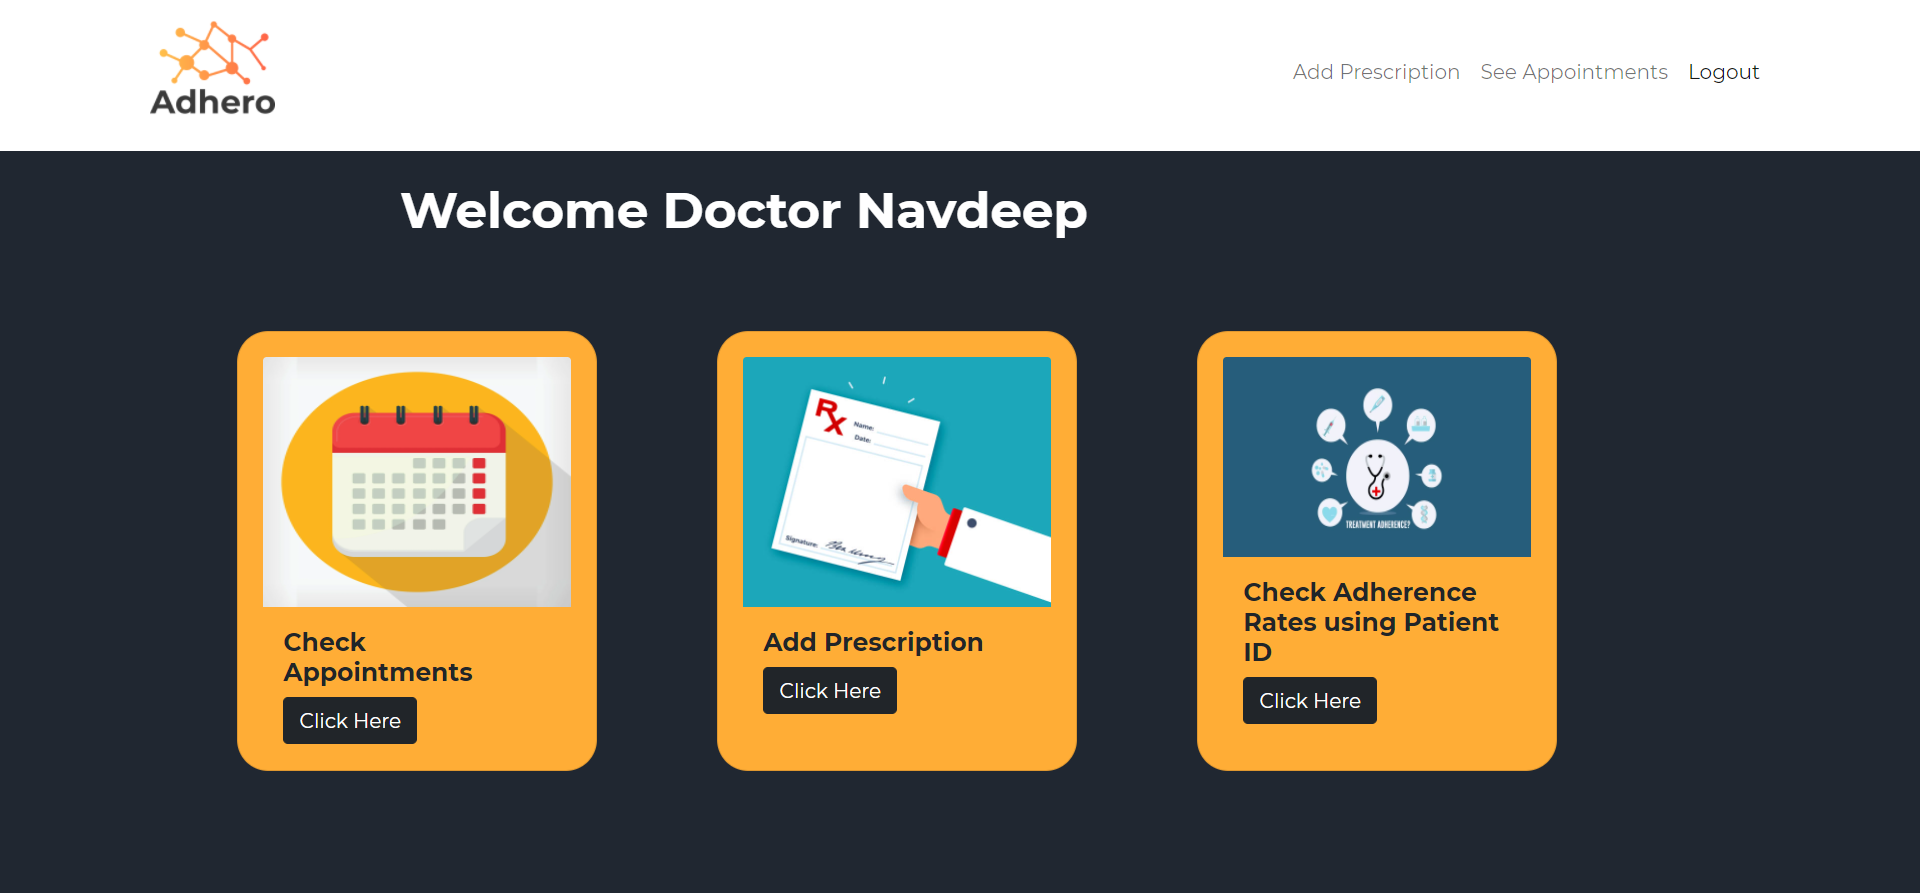 Adhero
Add Prescription See Appointments Logout
Welcome Doctor Navdeep
Rx
Name:
Date:
Signature:
TREATMENT ADHERENCE?
Check
Appointments
Click Here
Add Prescription
Click Here
Check Adherence
Rates using Patient
ID
Click Here